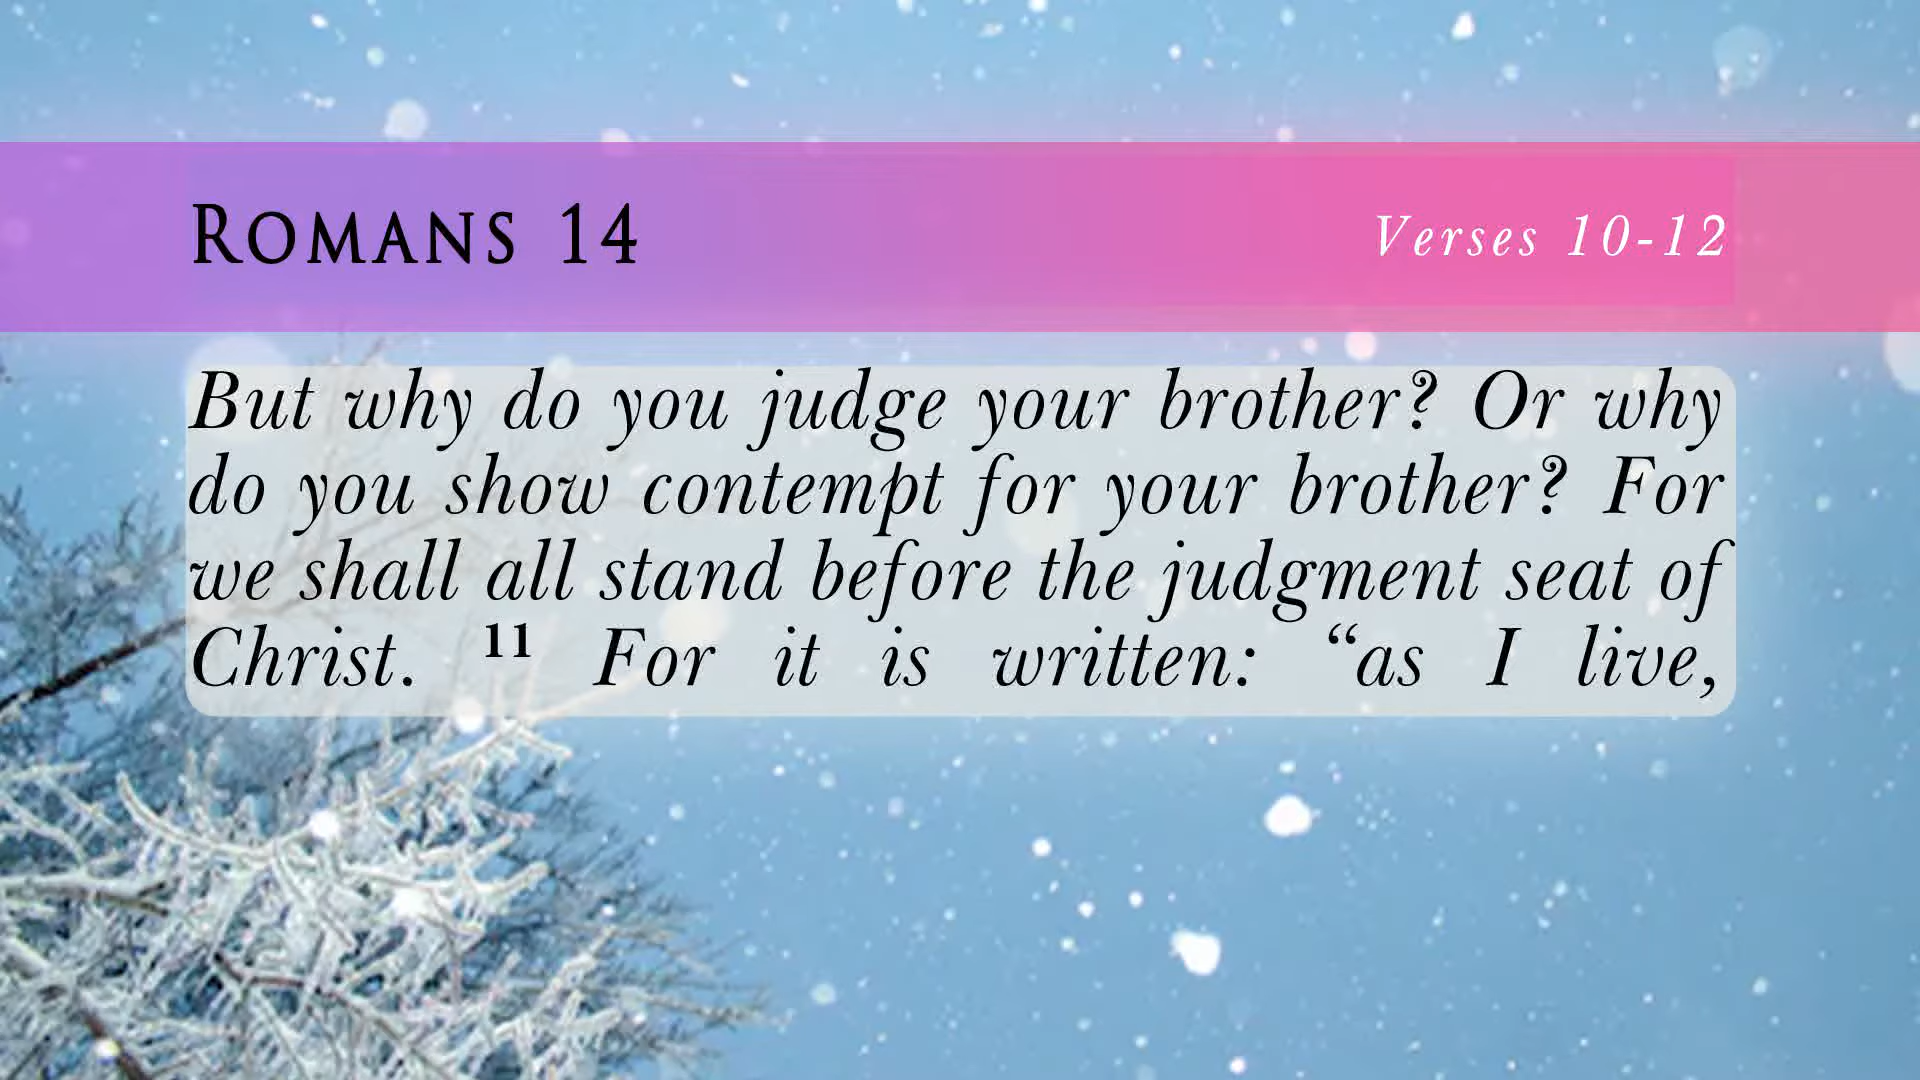 ROMANS 14
Verses 10-12
But why do you judge your brother? Or why
do you show contempt for your brother? For
we shall all stand before the judgment seat of
Christ. 11 For it is written: “as I live,